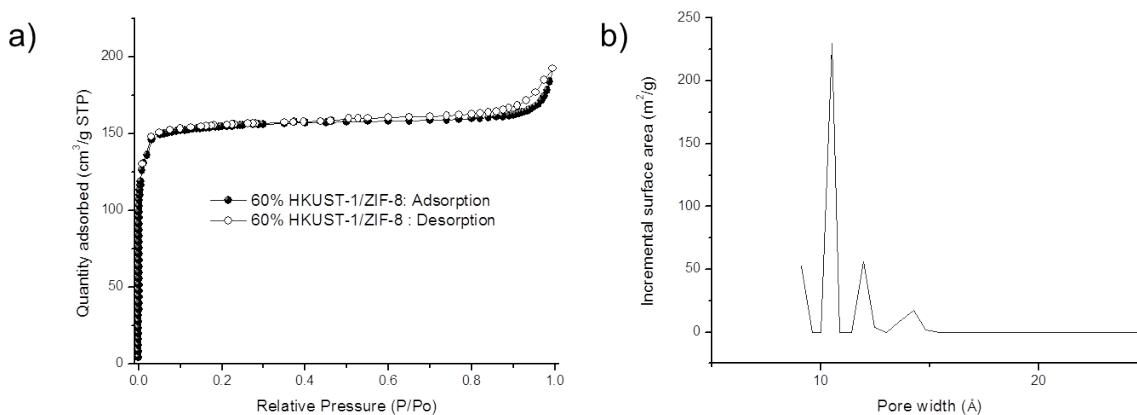 a)
Quantity adsorbed (cm³/g STP)
200
150
100
50
0
60% HKUST-1/ZIF-8: Adsorption
60% HKUST-1/ZIF-8 : Desorption
0.0 0.2 0.4 0.6 0.8 1.0
Relative Pressure (P/Po)
b)
Incremental surface area (m²/g)
250
200
150
100
50
0
10 20
Pore width (Å)